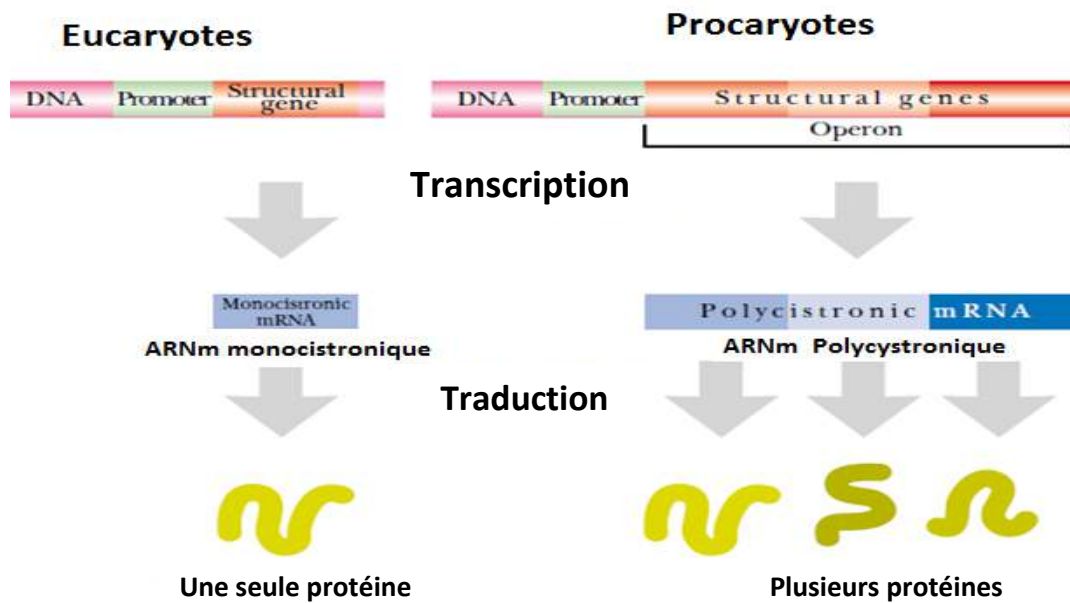 Eucaryotes
Procaryotes
DNA Promoter Structural gene
DNA Promoter Structural genes
Operon
Transcription
Monocistronic
mRNA
Polycistronic mRNA
ARNm monocistronique
ARNm Polycystronique
Traduction
Une seule protéine
Plusieurs protéines